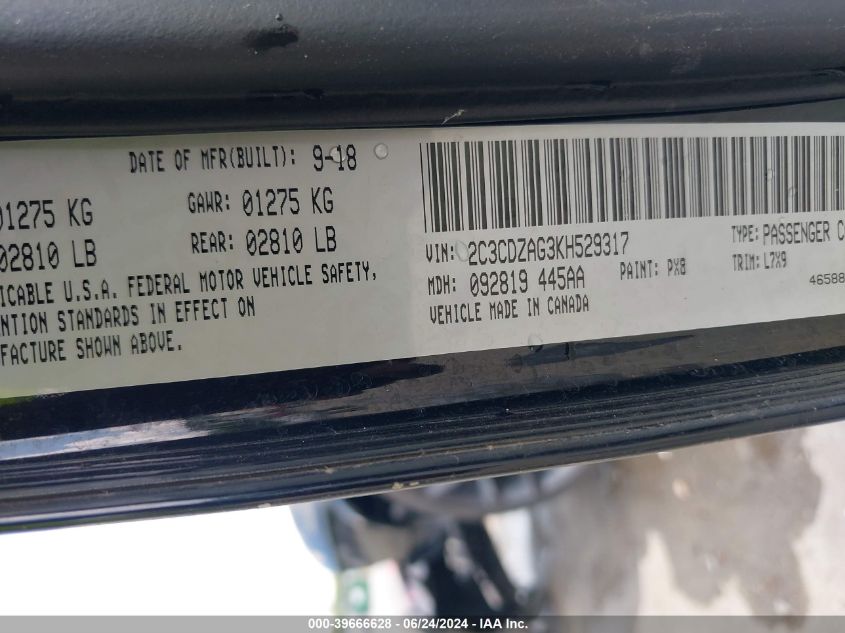 DATE OF MFR(BUILT): 9-18
01275 KG GAWR: 01275 KG
02810 LB REAR: 02810 LB
ICABLE U.S.A. FEDERAL MOTOR VEHICLE SAFETY,
ENTION STANDARDS IN EFFECT ON
FACTURE SHOWN ABOVE.
VIN: 2C3CDZAG3KH529317 TYPE: PASSENGER C
MDH: 092819 445AA PAINT: PX8 TRIM: L7X9
VEHICLE MADE IN CANADA 46588
000-39666628 - 06/24/2024 - IAA Inc.